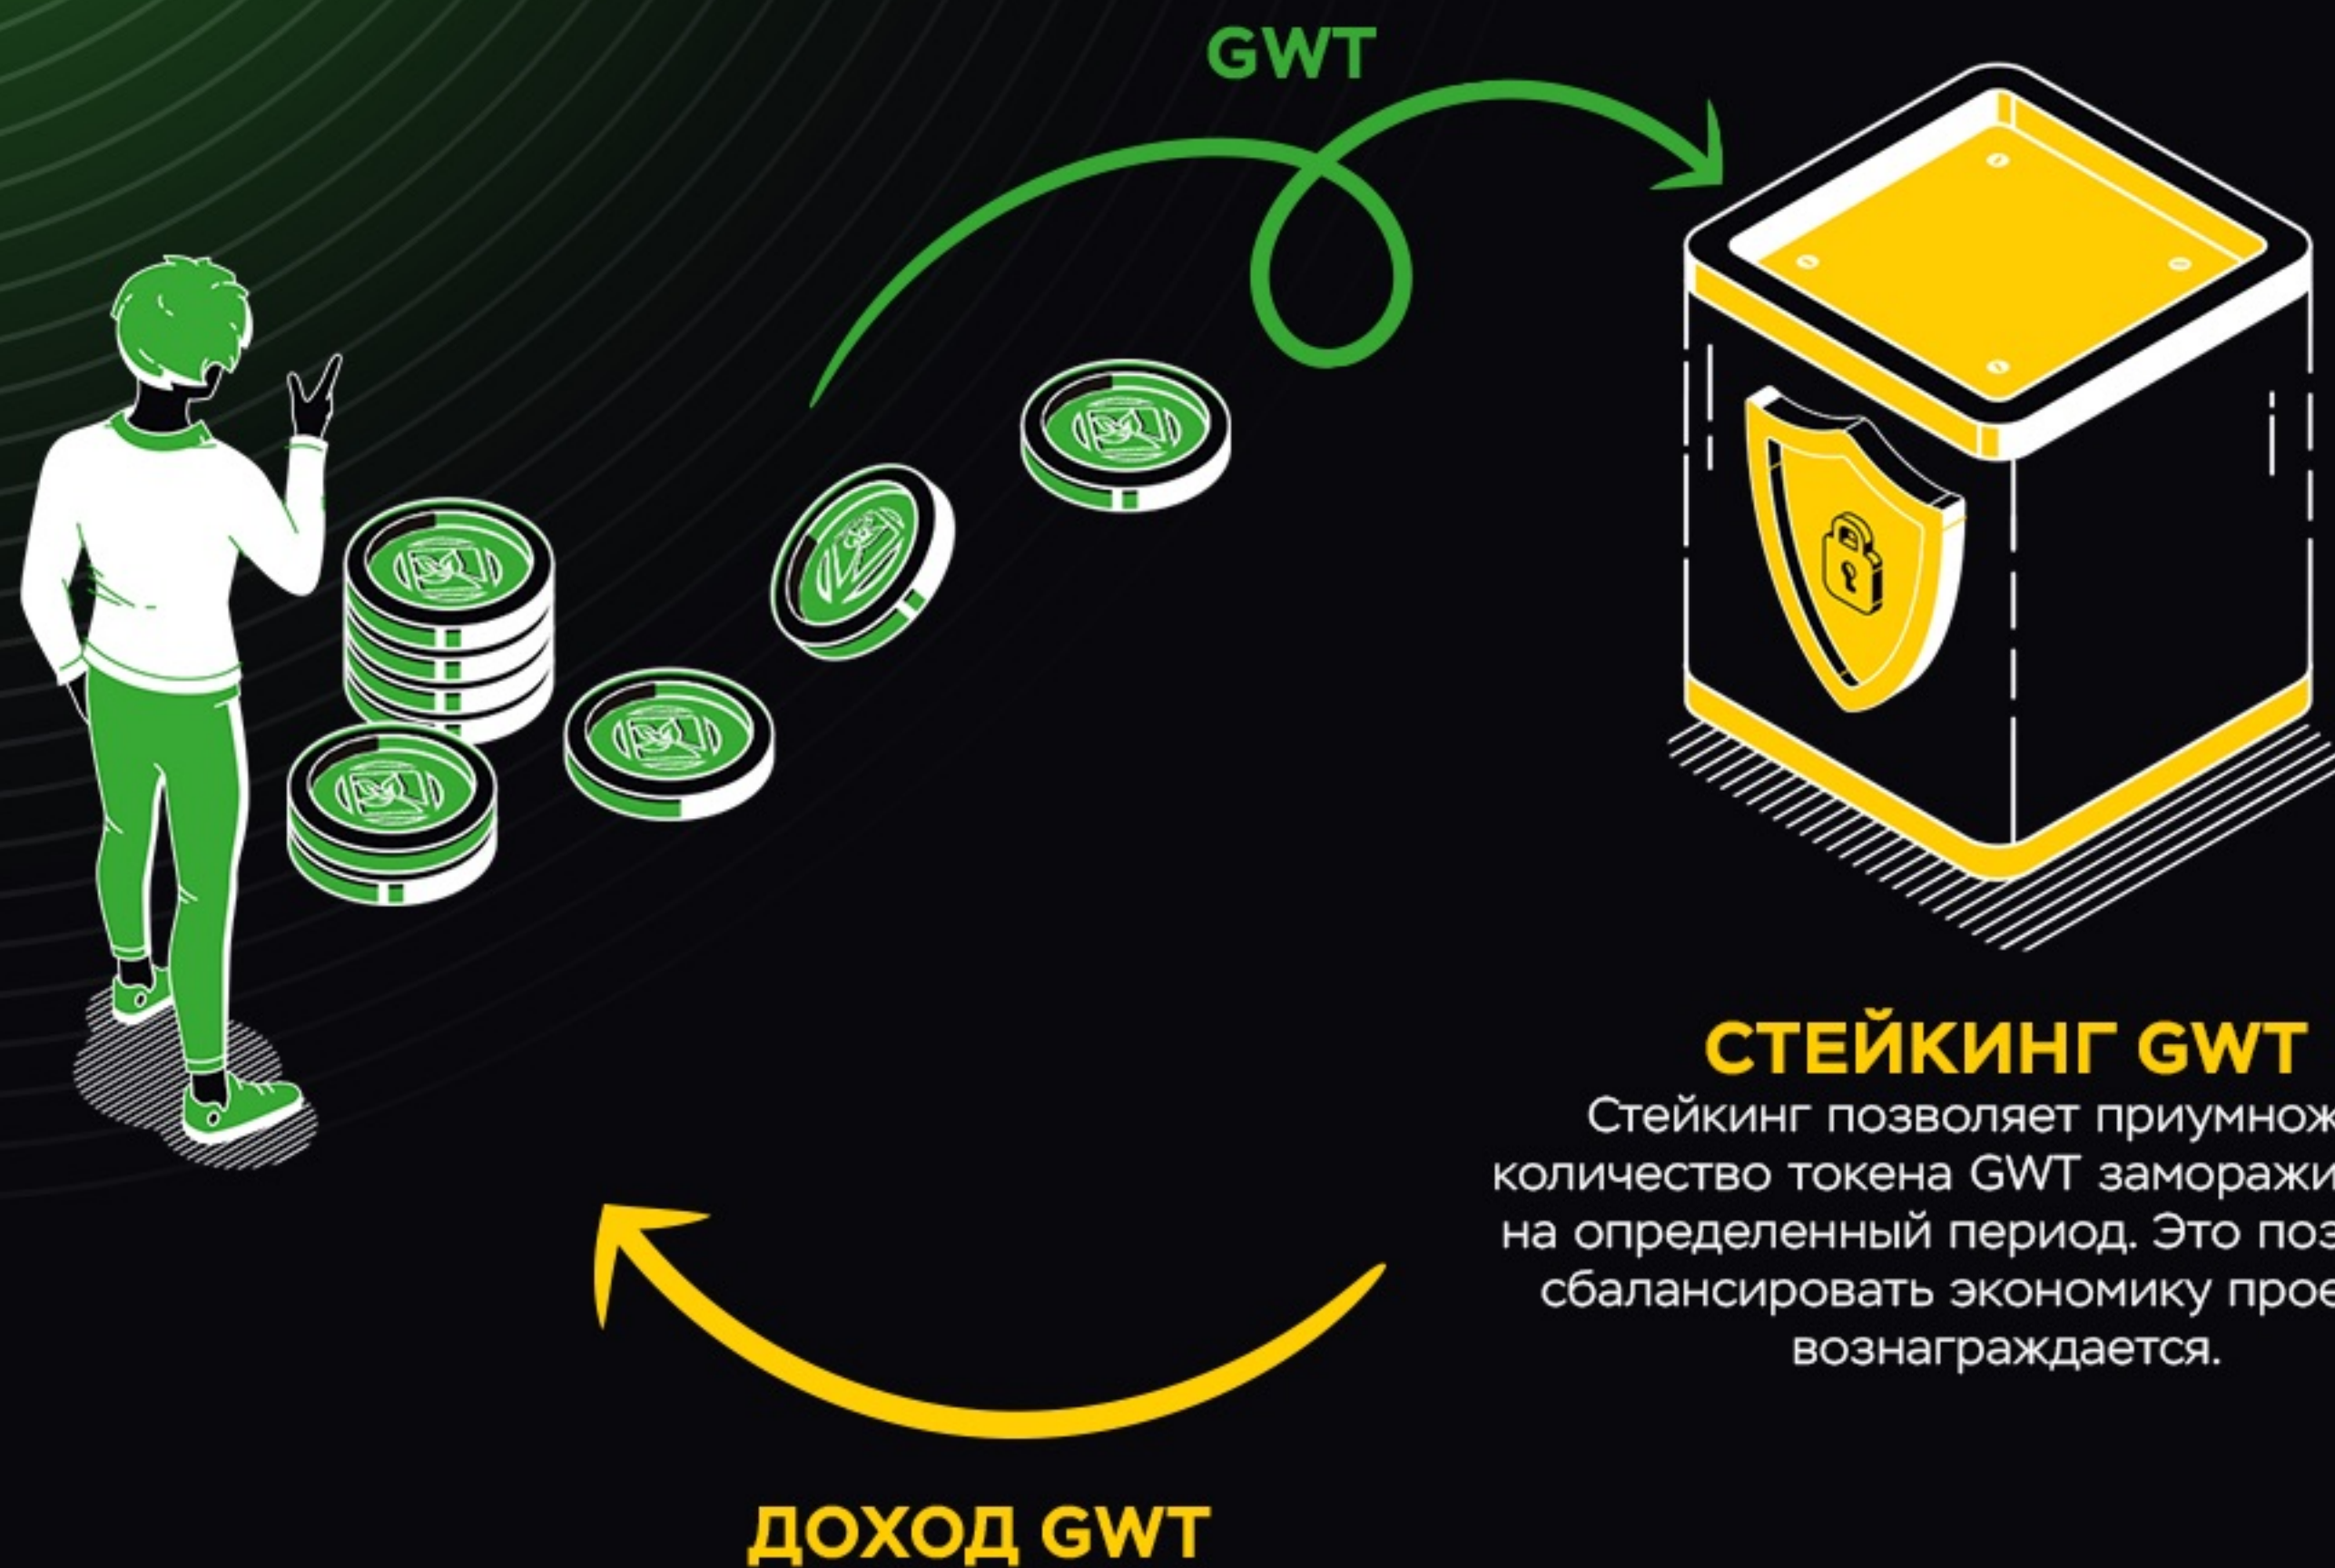 GWT
СТЕЙКИНГ GWT
Стейкинг позволяет приумнож
количество токена GWT заморажи
на определенный период. Это поз
сбалансировать экономику прое
вознаграждается.
ДОХОД GWT